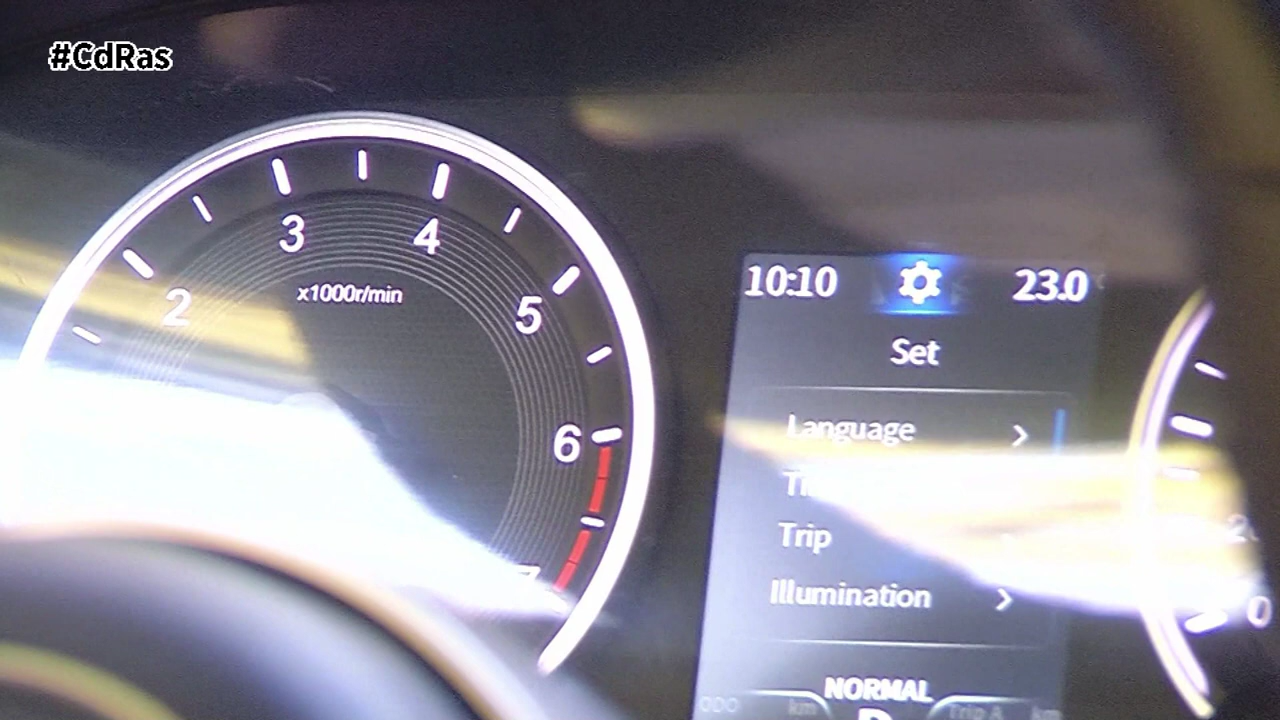 #CdRas
3
4
x1000r/min
2
5
6
10:10
23.0
Set
Language
Trip
Illumination
NORMAL
ODO
km
Trip A
km
0